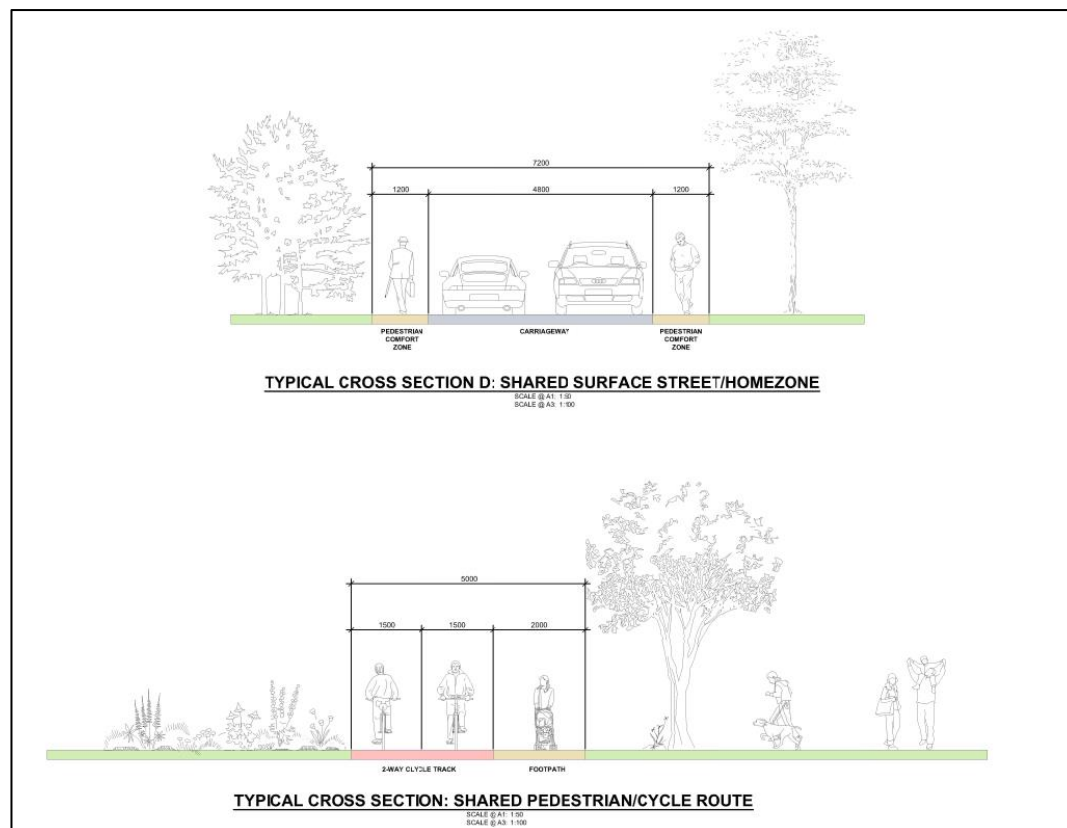 7200
1200 4800 1200
PEDESTRIAN
COMFORT
ZONE
CARRIAGEWAY
PEDESTRIAN
COMFORT
ZONE
TYPICAL CROSS SECTION D: SHARED SURFACE STREET/HOMEZONE
SCALE @ A1: 1:50
SCALE @ A3: 1:100
5000
1500 1500 2000
2-WAY CLYCLE TRACK FOOTPATH
TYPICAL CROSS SECTION: SHARED PEDESTRIAN/CYCLE ROUTE
SCALE @ A1: 1:50
SCALE @ A3: 1:100